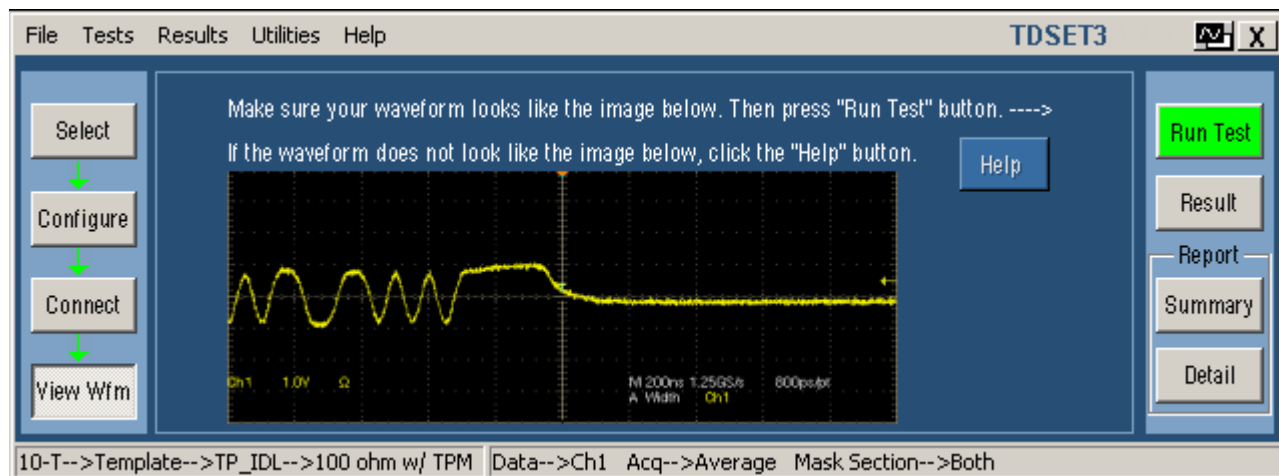 File Tests Results Utilities Help TDSET3 X
Make sure your waveform looks like the image below. Then press "Run Test" button. ---->
If the waveform does not look like the image below, click the "Help" button.
Help
Select
Configure
Connect
View Wfm
Ch1 1.0V Ω
M 200ns 1.25GS/s 800ps/pt
A Width Ch1
Run Test
Result
Report
Summary
Detail
10-T-->Template-->TP_IDL-->100 ohm w/ TPM Data-->Ch1 Acq-->Average Mask Section-->Both